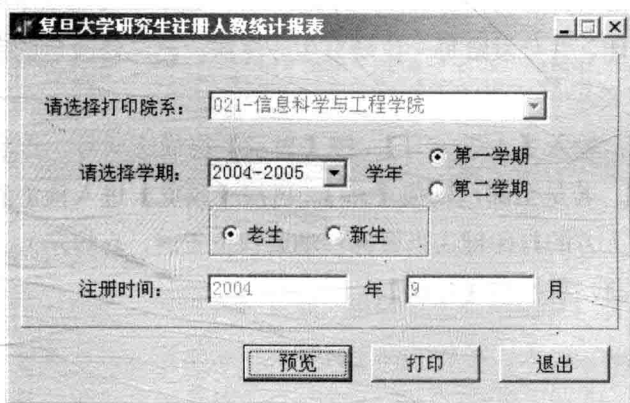 复旦大学研究生注册人数统计报表
请选择打印院系： 021-信息科学与工程学院
请选择学期： 2004-2005 学年 第一学期
第二学期
老生 新生
注册时间： 2004 年 9 月
预览 打印 退出